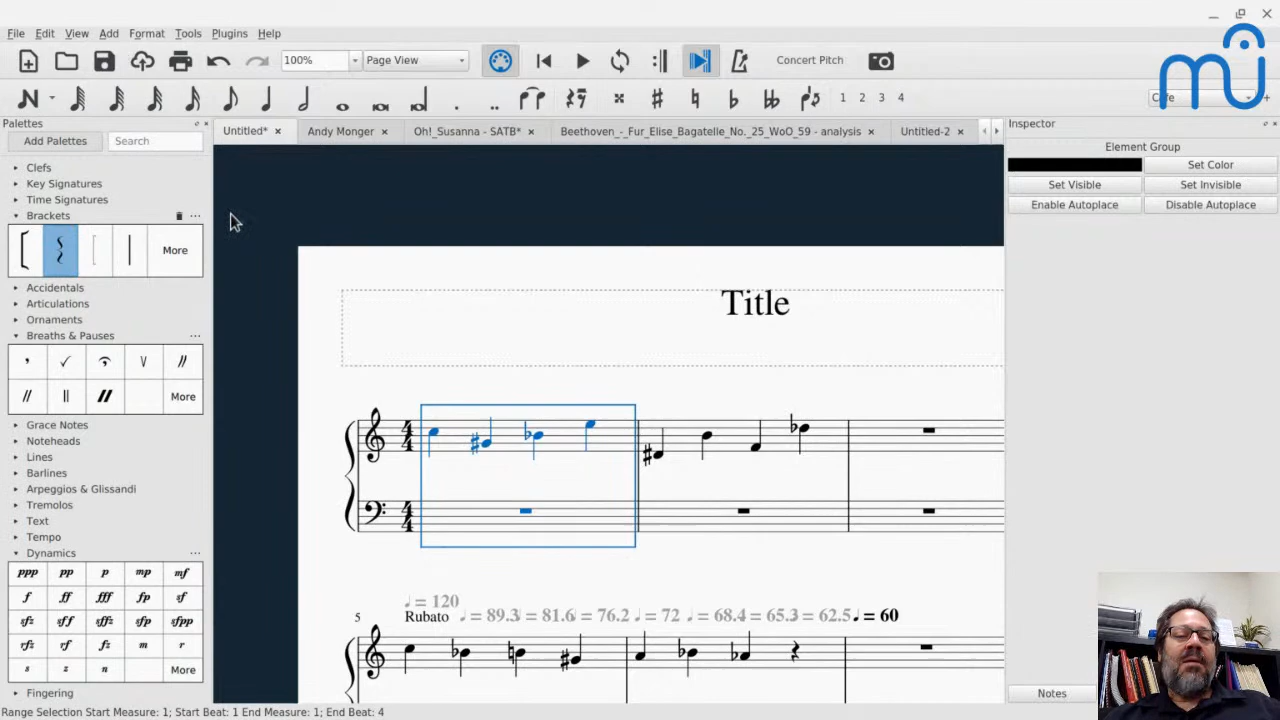 File Edit View Add Format Tools Plugins Help
100% Page View Concert Pitch
1 2 3 4
Palettes
Untitled* Andy Monger Oh!_Susanna - SATB* Beethoven_-_Fur_Elise_Bagatelle_No._25_WoO_59 - analysis Untitled-2
Inspector
Add Palettes Search
Element Group
Set Color
Clefs
Key Signatures
Set Visible Set Invisible
Time Signatures
Enable Autoplace Disable Autoplace
Brackets
More
Accidentals
Articulations
Title
Ornaments
Breaths & Pauses
More
Grace Notes
Noteheads
Lines
Barlines
Arpeggios & Glissandi
Tremolos
Text
Tempo
Dynamics
ppp pp p mp mf
f ff fff fp sf
sfz sff sffz sfp sfpp
rfz rf fz m r
s z n More
= 120
5 Rubato = 89.3 = 81.6 = 76.2 = 72 = 68.4 = 65.3 = 62.5 = 60
Fingering
Notes
Range Selection Start Measure: 1; Start Beat: 1 End Measure: 1; End Beat: 4